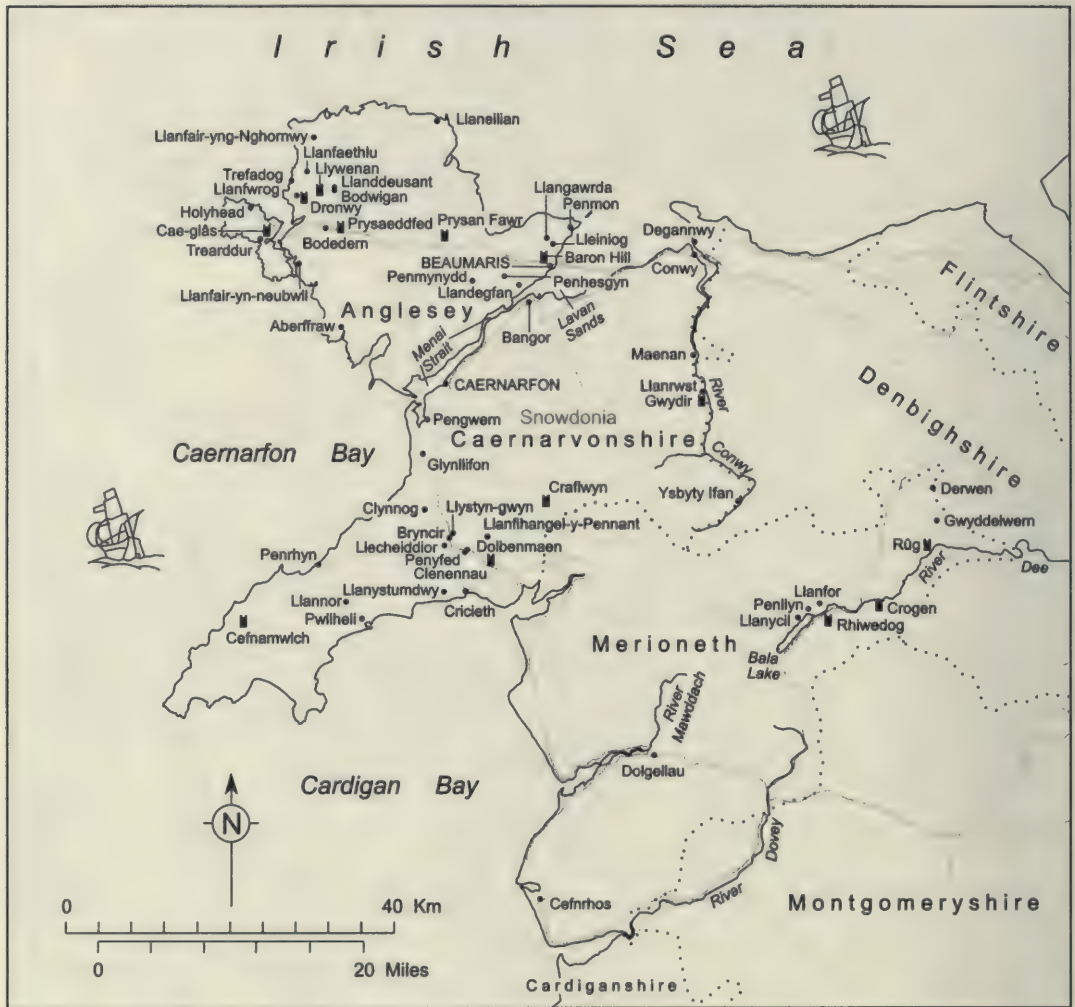 Irish Sea
Llaneilian
Llanfair-yng-Nghornwy
Llanfaethlu
Llywenan
Trefadog
Llanddeusant
Llanfwrog
Bodwigan
Llangawrda
Penmon
Holyhead
Dronwy
Prysaeddfed
Prysan Fawr
Degannwy
Cae-glâs
Lleiniog
Trearddur
Bodedern
Baron Hill
BEAUMARIS
Conwy
Penmynydd
Penhesgyn
Flintshire
Llanfair-yn-neubwll
Llandegfan
Anglesey
Lavan
Sands
Aberffraw
Bangor
Menai
Strait
Maenan
CAERNARFON
Llanrwst
Gwydir
River
Conwy
Denbighshire
Pengwern
Snowdonia
Caernarvonshire
Caernarfon Bay
Glynllifon
Ysbyty Ifan
Derwen
Craflwyn
Clynnog
Llystyn-gwyn
Gwyddelwern
Bryncir
Llanfihangel-y-Pennant
Llecheiddior
Dolbenmaen
Rûg
Penyfed
Clenennau
River
Dee
Penrhyn
Llanystumdwy
Llannor
Cricieth
Llanfor
Penllyn
Crogen
Pwllheli
Llanycil
Rhiwedog
Cefnamwlch
Merioneth
Bala
Lake
River
Mawddach
Dolgellau
Cardigan Bay
N
River
Dovey
Cefnrhos
Montgomeryshire
0 40 Km
0 20 Miles
Cardiganshire